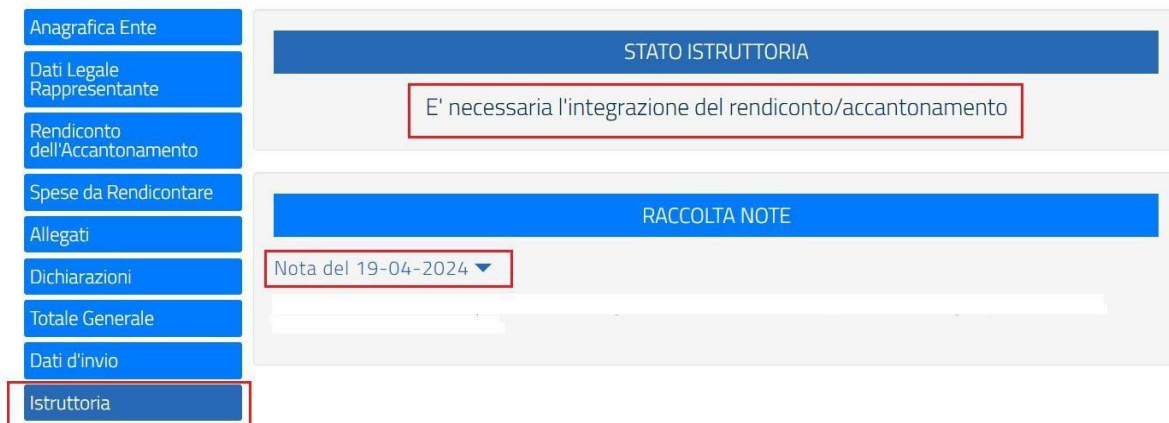 Anagrafica Ente
Dati Legale
Rappresentante
Rendiconto
dell'Accantonamento
Spese da Rendicontare
Allegati
Dichiarazioni
Totale Generale
Dati d'invio
Istruttoria
STATO ISTRUTTORIA
E' necessaria l'integrazione del rendiconto/accantonamento
RACCOLTA NOTE
Nota del 19-04-2024